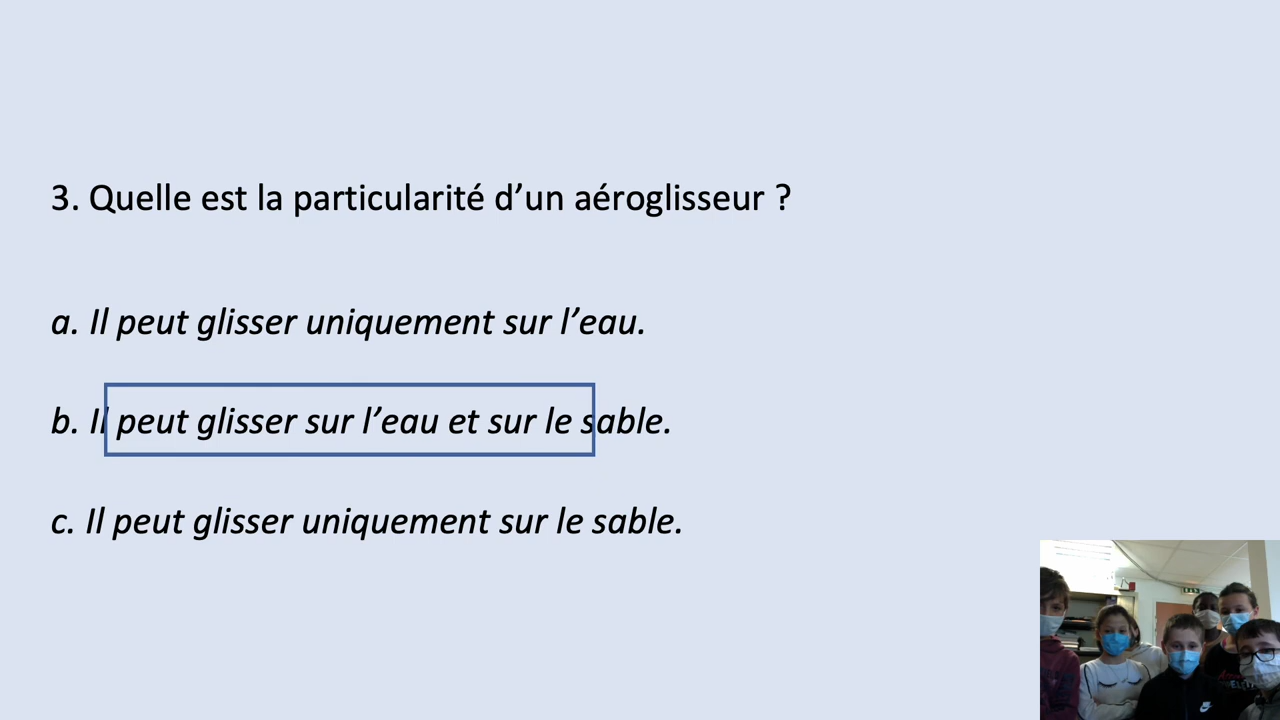 3. Quelle est la particularité d’un aéroglisseur ?
a. Il peut glisser uniquement sur l’eau.
b. Il peut glisser sur l’eau et sur le sable.
c. Il peut glisser uniquement sur le sable.